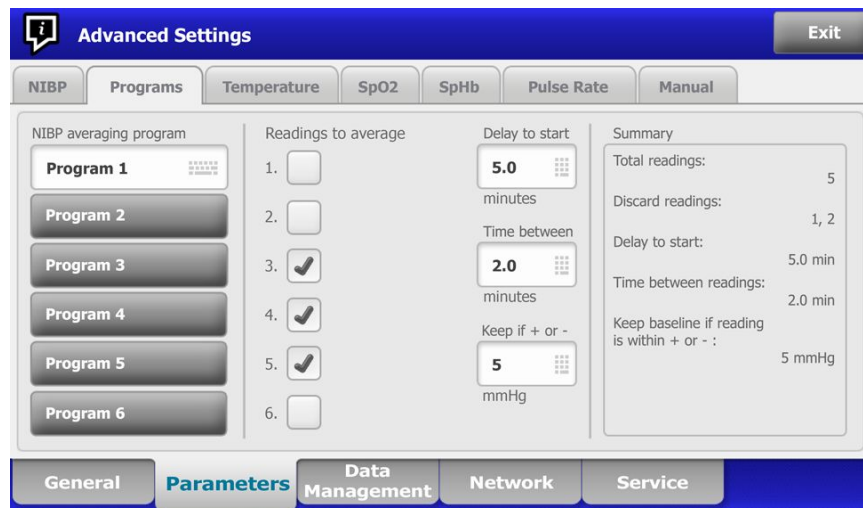 Advanced Settings
Exit
NIBP
Programs
Temperature
SpO2
SpHb
Pulse Rate
Manual
NIBP averaging program
Program 1
Program 2
Program 3
Program 4
Program 5
Program 6
Readings to average
1.
2.
3.
4.
5.
6.
Delay to start
5.0
minutes
Time between
2.0
minutes
Keep if + or -
5
mmHg
Summary
Total readings:
5
Discard readings:
1, 2
Delay to start:
5.0 min
Time between readings:
2.0 min
Keep baseline if reading
is within + or - :
5 mmHg
General
Parameters
Data
Management
Network
Service